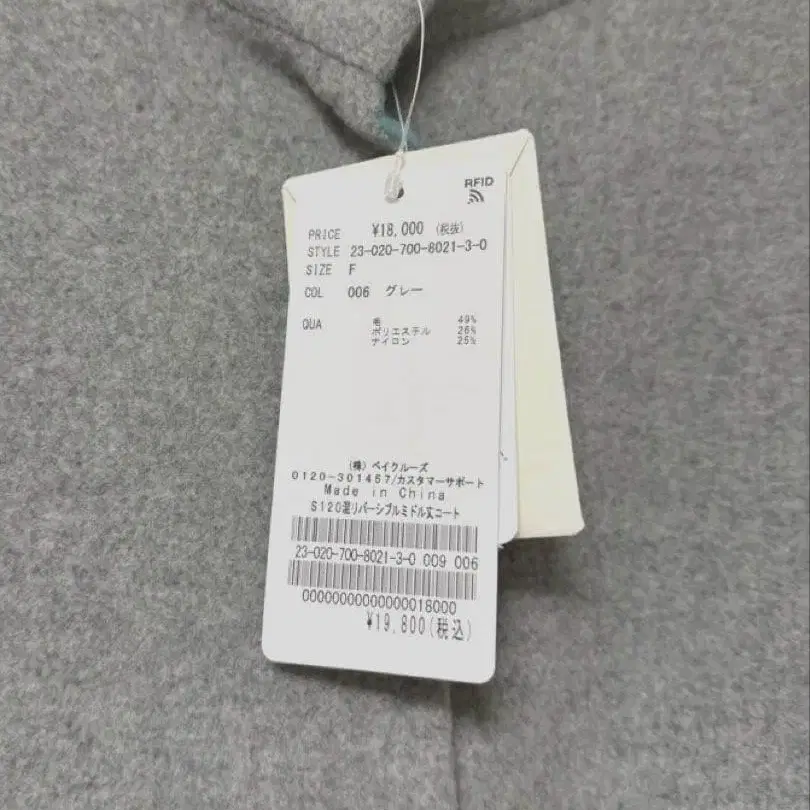 RFID
PRICE ¥18,000 (税抜)
STYLE 23-020-700-8021-3-0
SIZE F
COL 006 グレー
QUA 毛 49%
ポリエステル 26%
ナイロン 25%
(株) ベイクルーズ
0120-301457/カスタマーサポート
Made in China
S120混リバーシブルミドル丈コート
23-020-700-8021-3-0 009 006
00000000000000018000
¥19,800(税込)